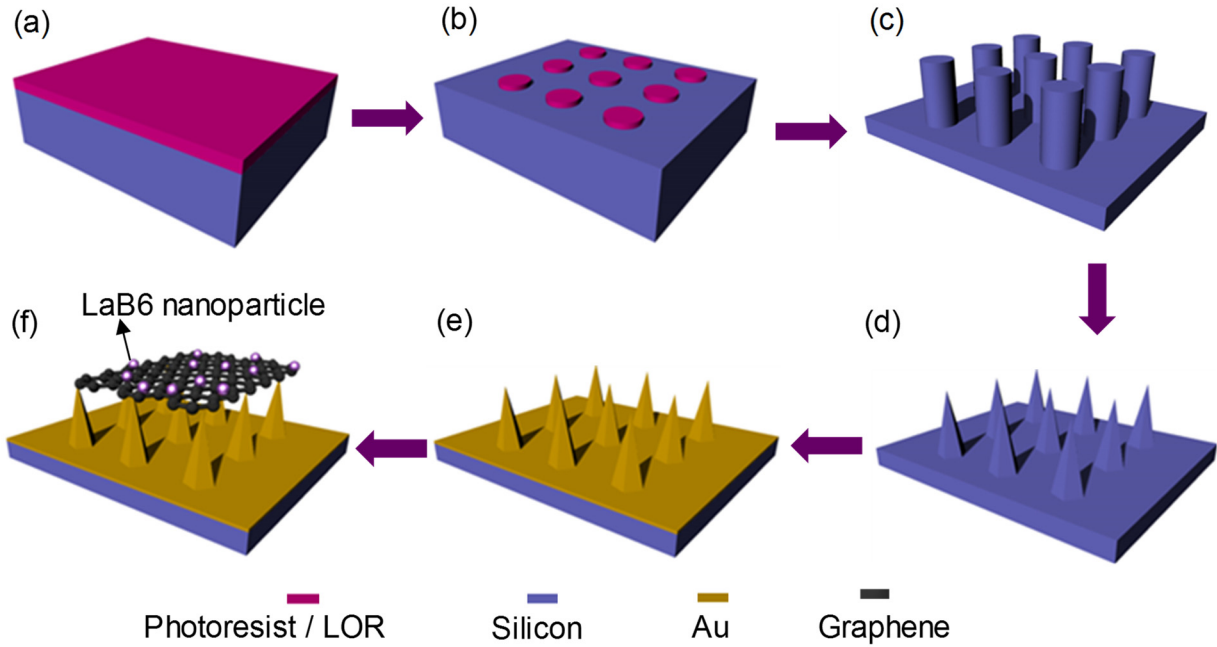 (a)
(b)
(c)
LaB6 nanoparticle
(f)
(e)
(d)
Photoresist / LOR
Silicon
Au
Graphene